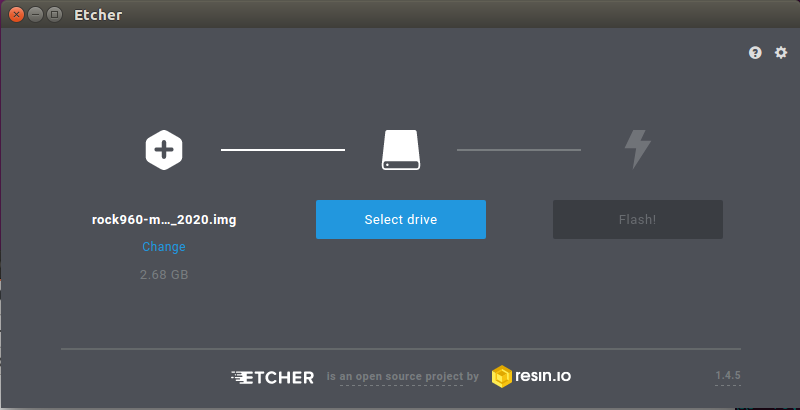 Etcher
rock960-m..._2020.img
Change
2.68 GB
Select drive
Flash!
ETCHER is an open source project by resin.io
1.4.5